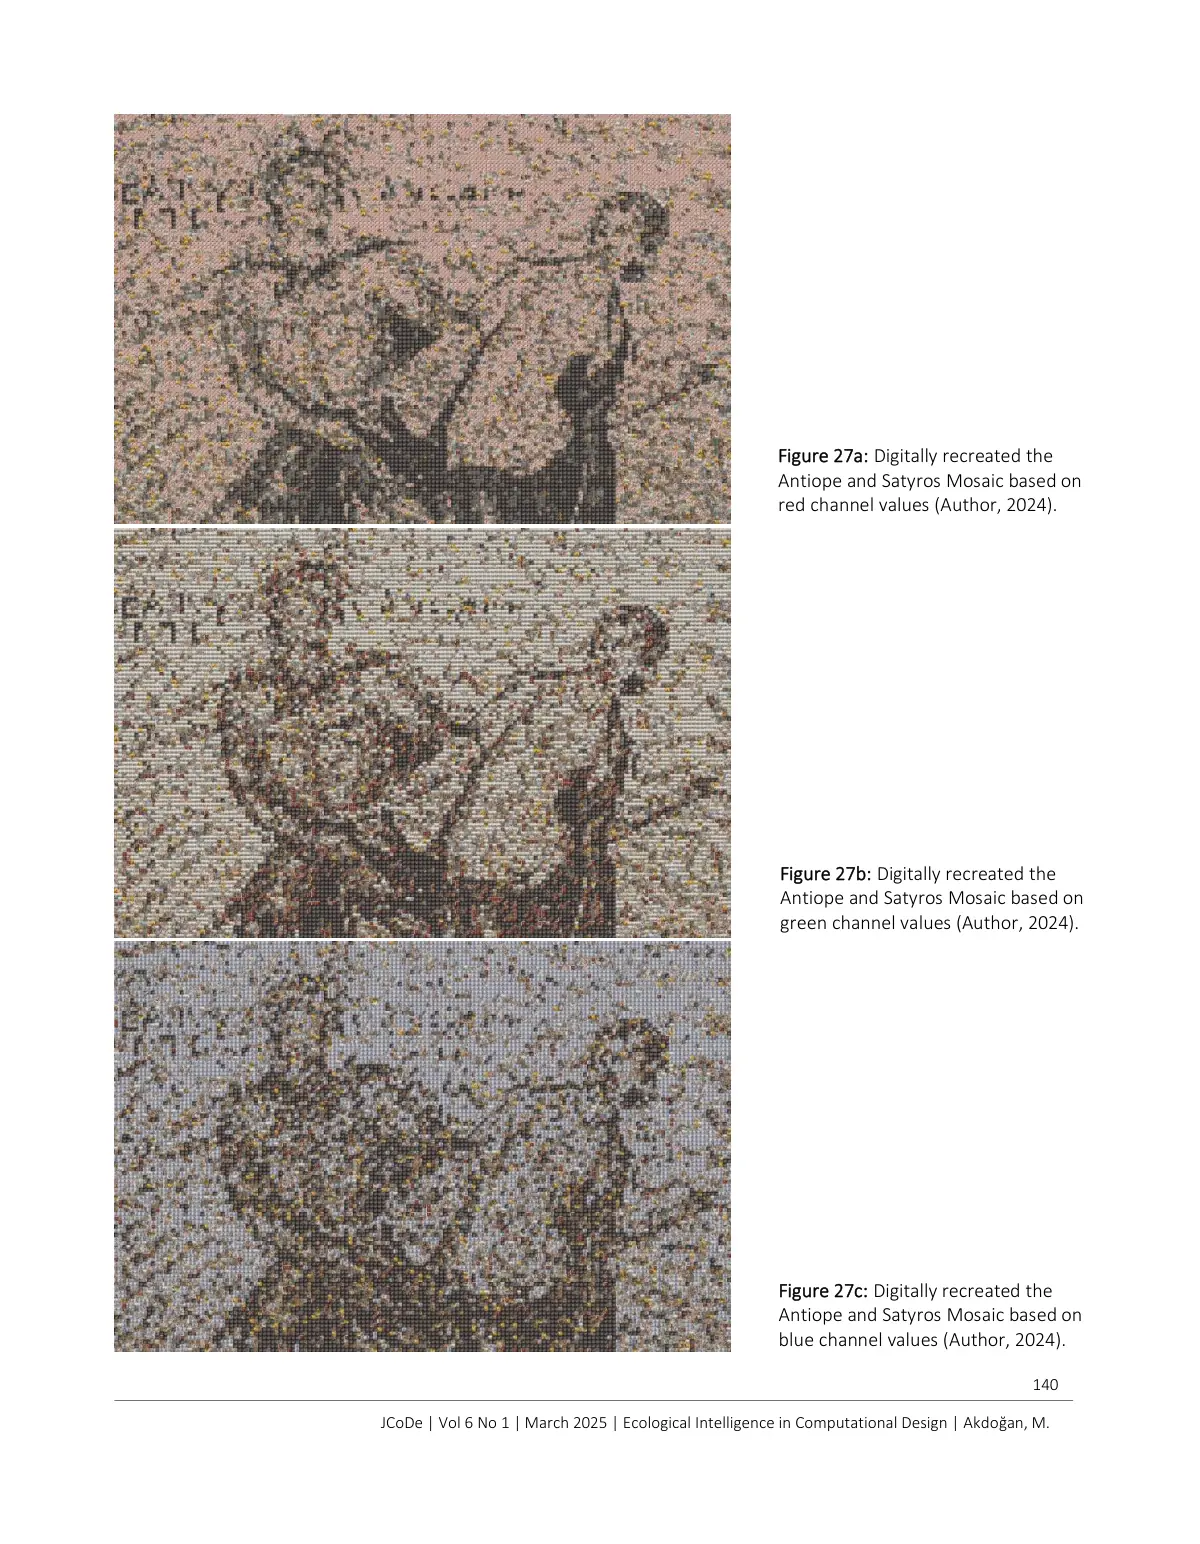 Figure 27a: Digitally recreated the
Antiope and Satyros Mosaic based on
red channel values (Author, 2024).
Figure 27b: Digitally recreated the
Antiope and Satyros Mosaic based on
green channel values (Author, 2024).
Figure 27c: Digitally recreated the
Antiope and Satyros Mosaic based on
blue channel values (Author, 2024).
140
JCoDe | Vol 6 No 1 | March 2025 | Ecological Intelligence in Computational Design | Akdoğan, M.